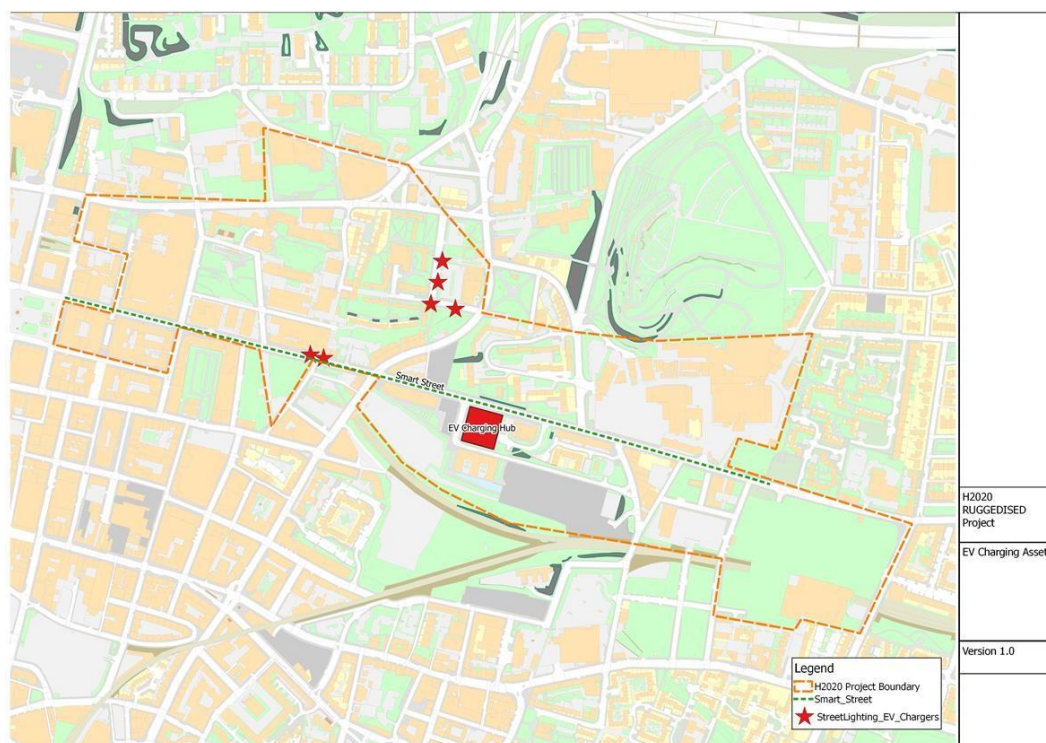 Smart Street
EV Charging Hub
H2020
RUGGEDISED
Project
EV Charging Asset
Version 1.0
Legend
H2020 Project Boundary
Smart_Street
StreetLighting_EV_Chargers